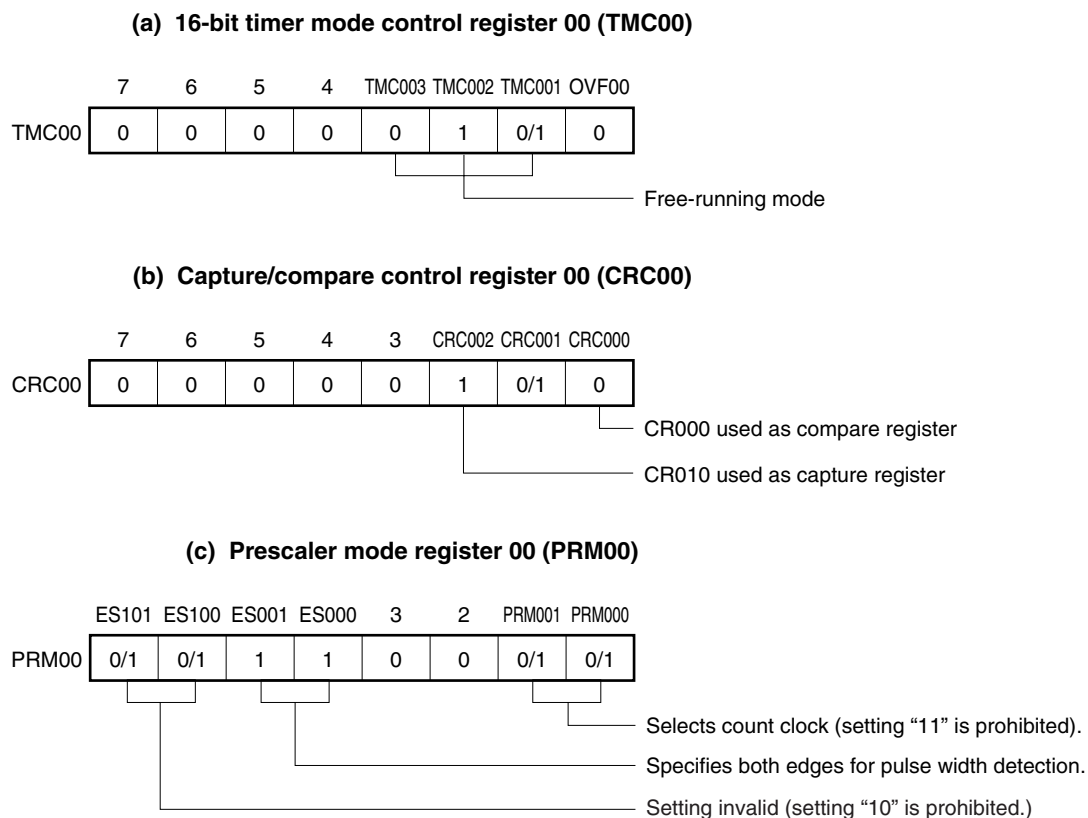 (a) 16-bit timer mode control register 00 (TMC00)
7 6 5 4 TMC003 TMC002 TMC001 OVF00
TMC00 0 0 0 0 0 1 0/1 0
Free-running mode
(b) Capture/compare control register 00 (CRC00)
7 6 5 4 3 CRC002 CRC001 CRC000
CRC00 0 0 0 0 0 1 0/1 0
CR000 used as compare register
CR010 used as capture register
(c) Prescaler mode register 00 (PRM00)
ES101 ES100 ES001 ES000 3 2 PRM001 PRM000
PRM00 0/1 0/1 1 1 0 0 0/1 0/1
Selects count clock (setting “11” is prohibited).
Specifies both edges for pulse width detection.
Setting invalid (setting “10” is prohibited.)